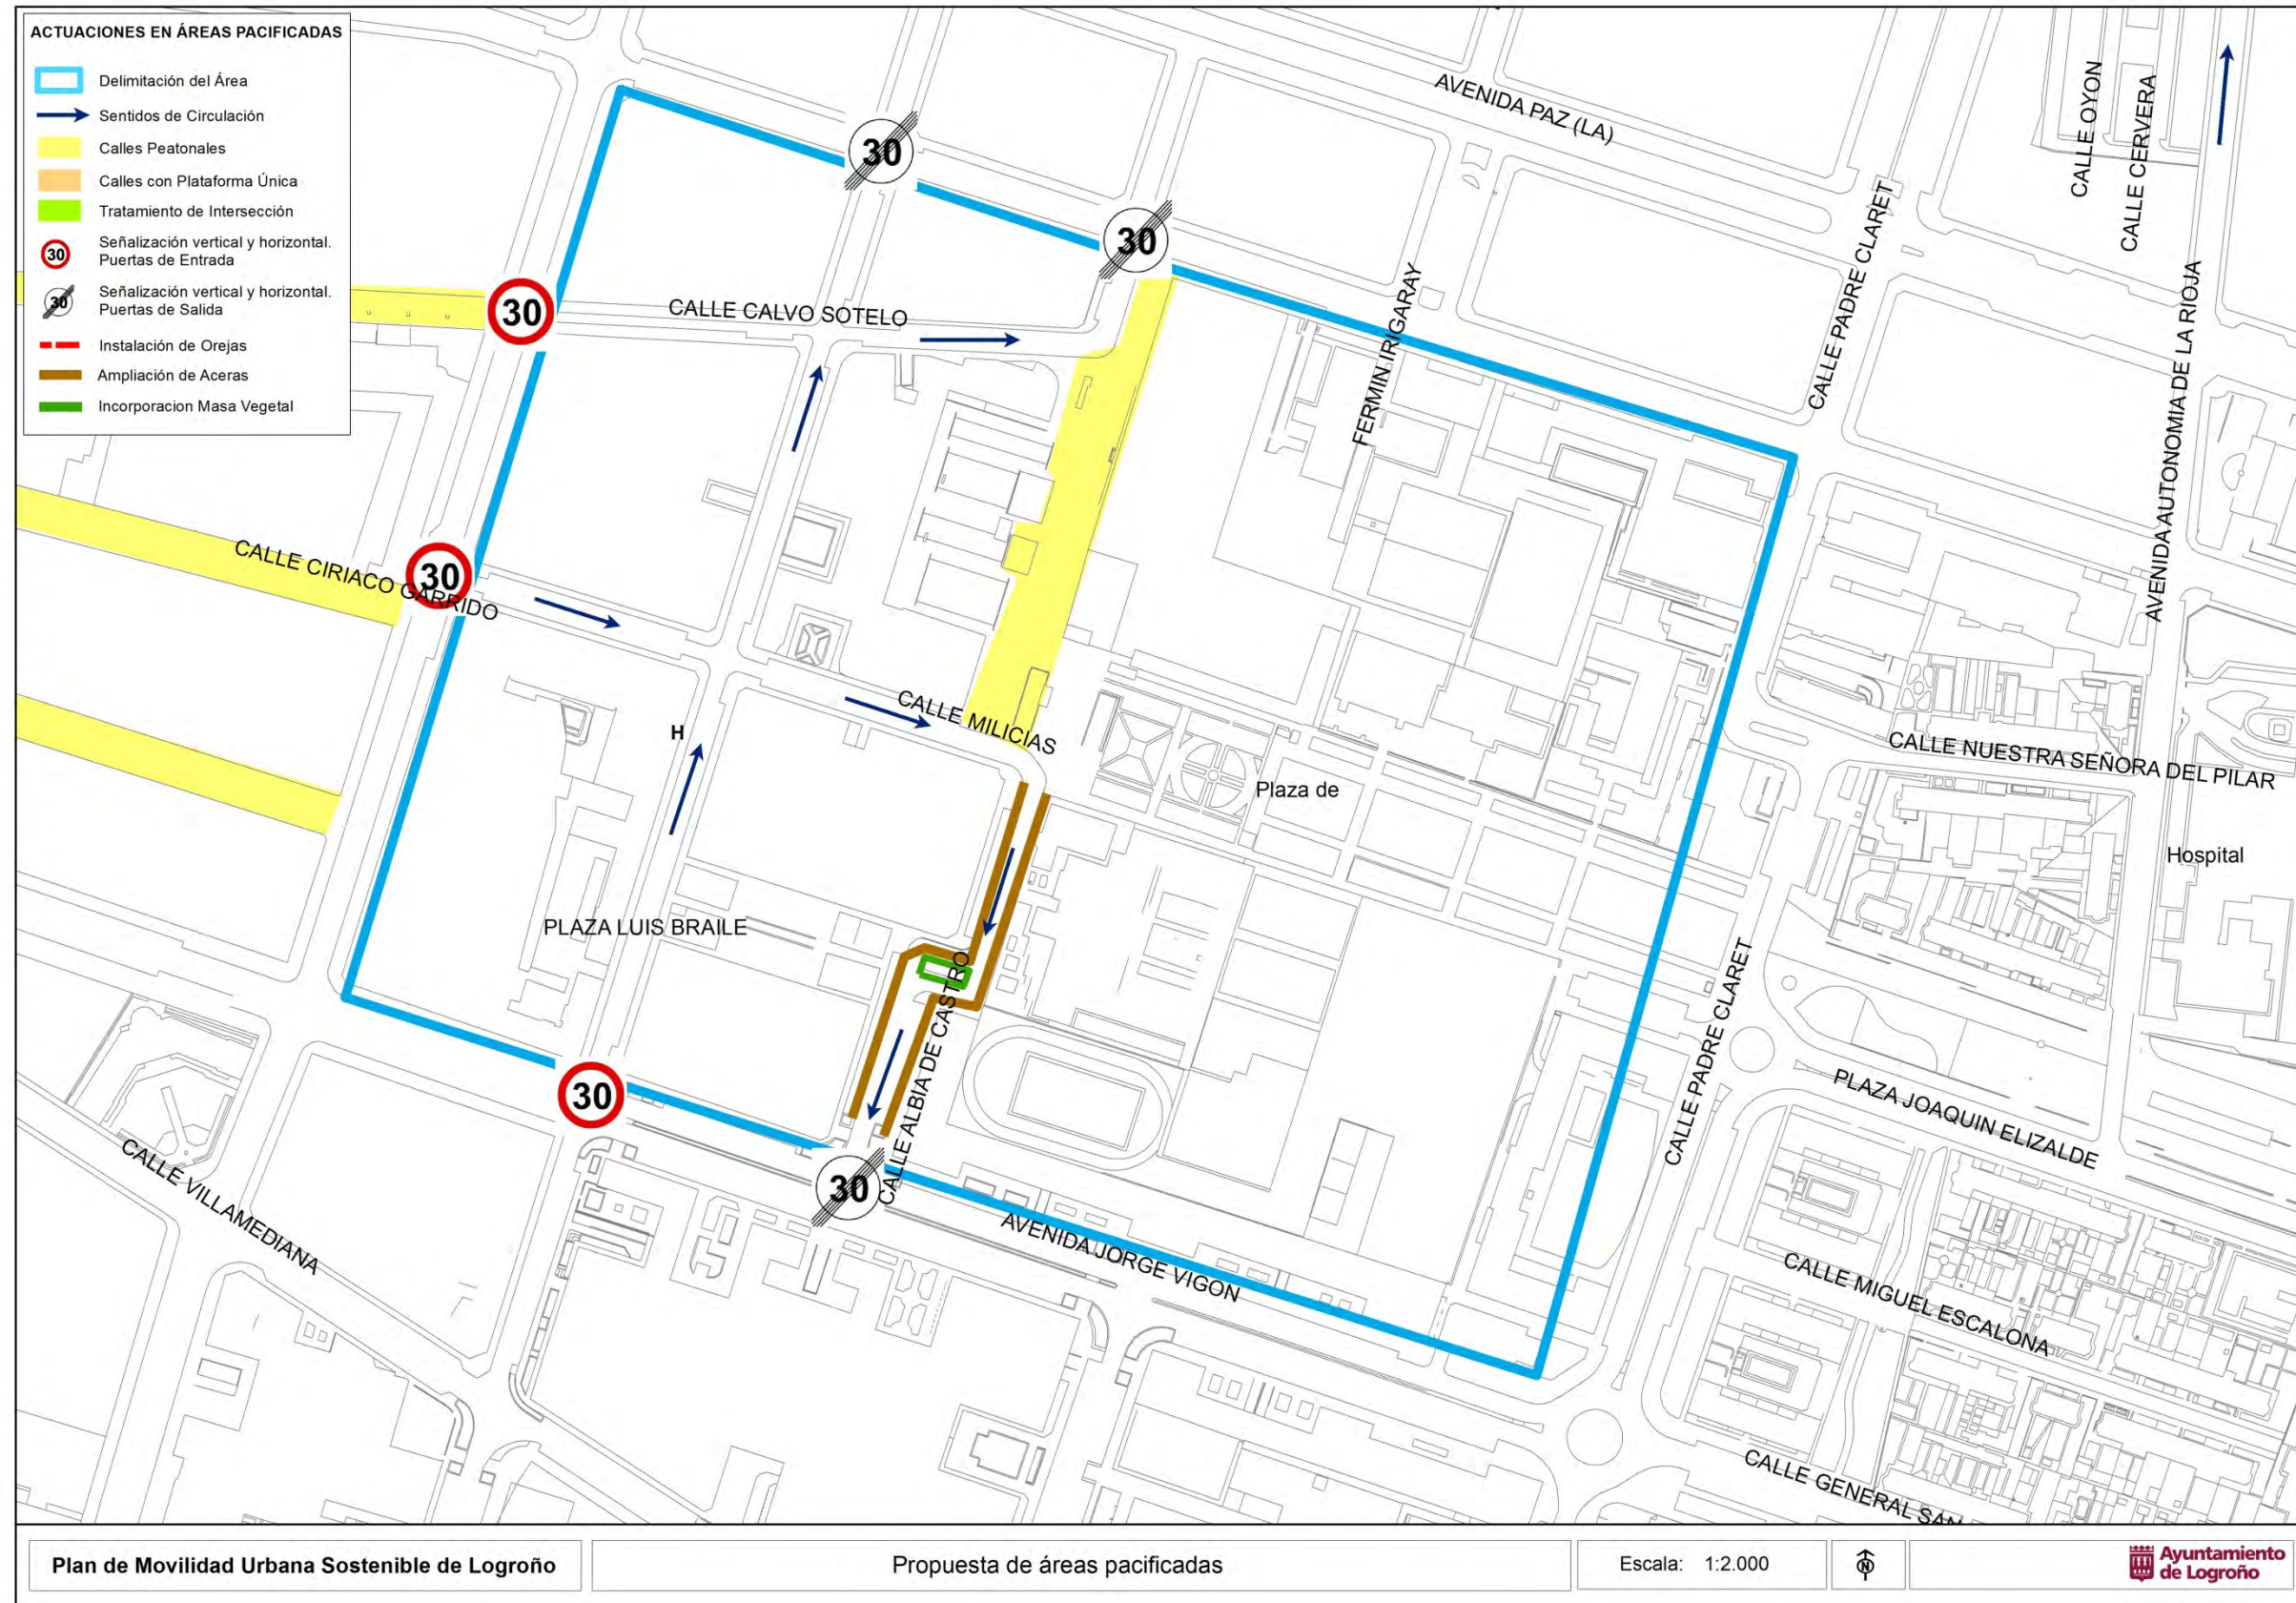 ACTUACIONES EN ÁREAS PACIFICADAS
Delimitación del Área
Sentidos de Circulación
Calles Peatonales
Calles con Plataforma Única
Tratamiento de Intersección
30
Señalización vertical y horizontal.
Puertas de Entrada
30
Señalización vertical y horizontal.
Puertas de Salida
Instalación de Orejas
Ampliación de Aceras
Incorporacion Masa Vegetal
AVENIDA PAZ (LA)
CALLE OYON
CALLE CERVERA
30
30
CALLE PADRE CLARET
AVENIDA AUTONOMIA DE LA RIOJA
FERMIN IRIGARAY
30
CALLE CALVO SOTELO
30
CALLE CIRIACO GARRIDO
CALLE MILICIAS
H
Plaza de
CALLE NUESTRA SEÑORA DEL PILAR
Hospital
PLAZA LUIS BRAILE
CALLE ALBIA DE CASTRO
CALLE PADRE CLARET
30
PLAZA JOAQUIN ELIZALDE
CALLE VILLAMEDIANA
30
AVENIDA JORGE VIGON
CALLE MIGUEL ESCALONA
CALLE GENERAL SAN
Plan de Movilidad Urbana Sostenible de Logroño
Propuesta de áreas pacificadas
Escala: 1:2.000
N
Ayuntamiento
de Logroño